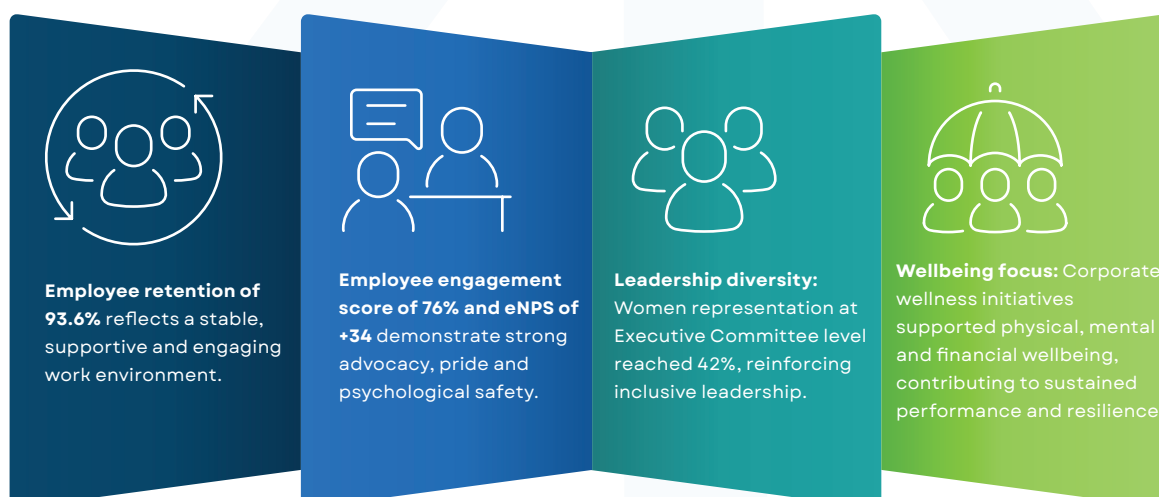 Employee retention of
93.6% reflects a stable,
supportive and engaging
work environment.
Employee engagement
score of 76% and eNPS of
+34 demonstrate strong
advocacy, pride and
psychological safety.
Leadership diversity:
Women representation at
Executive Committee level
reached 42%, reinforcing
inclusive leadership.
Wellbeing focus: Corporate
wellness initiatives
supported physical, mental
and financial wellbeing,
contributing to sustained
performance and resilience